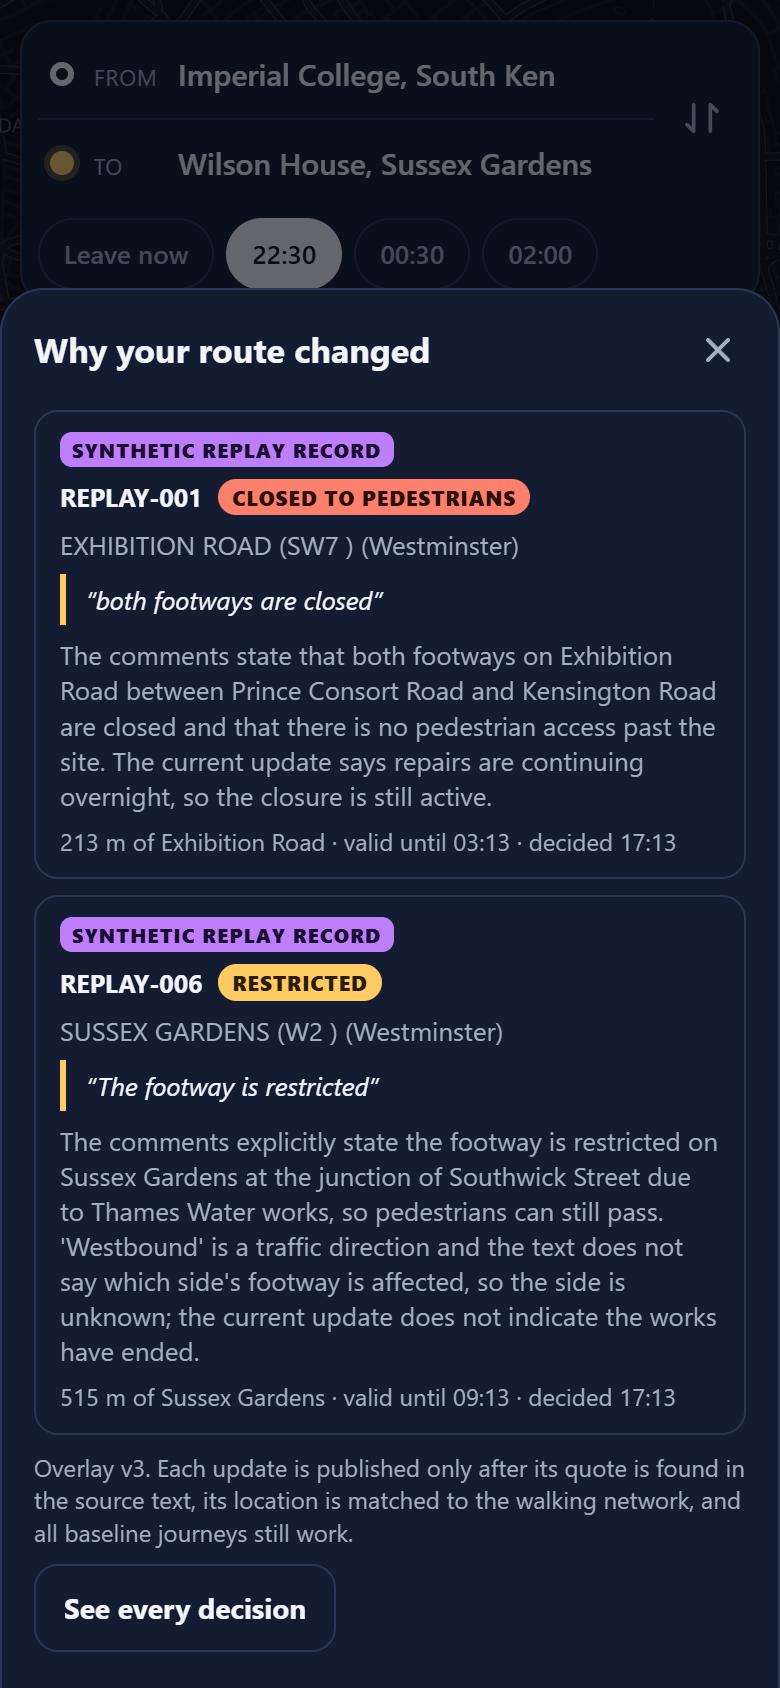 FROM Imperial College, South Ken
DA
TO Wilson House, Sussex Gardens
Leave now 22:30 00:30 02:00
Why your route changed
SYNTHETIC REPLAY RECORD
REPLAY-001 CLOSED TO PEDESTRIANS
EXHIBITION ROAD (SW7 ) (Westminster)
“both footways are closed”
The comments state that both footways on Exhibition
Road between Prince Consort Road and Kensington Road
are closed and that there is no pedestrian access past the
site. The current update says repairs are continuing
overnight, so the closure is still active.
213 m of Exhibition Road · valid until 03:13 · decided 17:13
SYNTHETIC REPLAY RECORD
REPLAY-006 RESTRICTED
SUSSEX GARDENS (W2 ) (Westminster)
“The footway is restricted”
The comments explicitly state the footway is restricted on
Sussex Gardens at the junction of Southwick Street due
to Thames Water works, so pedestrians can still pass.
'Westbound' is a traffic direction and the text does not
say which side's footway is affected, so the side is
unknown; the current update does not indicate the works
have ended.
515 m of Sussex Gardens · valid until 09:13 · decided 17:13
Overlay v3. Each update is published only after its quote is found in
the source text, its location is matched to the walking network, and
all baseline journeys still work.
See every decision